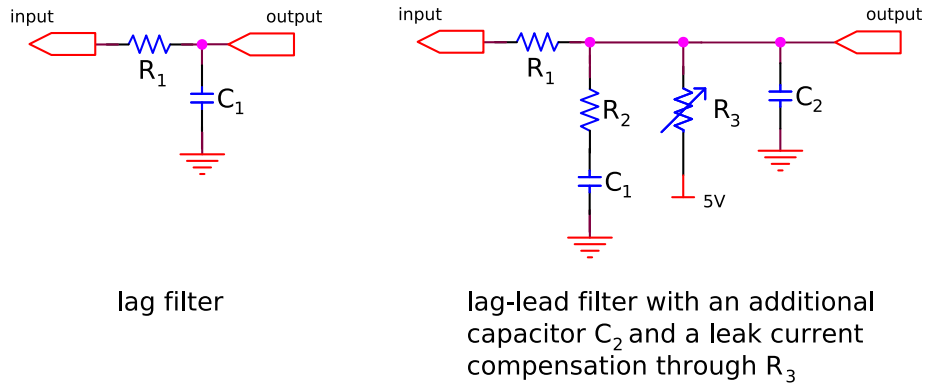 input
output
R1
C1
lag filter
input
output
R1
R2
R3
C2
C1
5V
lag-lead filter with an additional
capacitor C2 and a leak current
compensation through R3